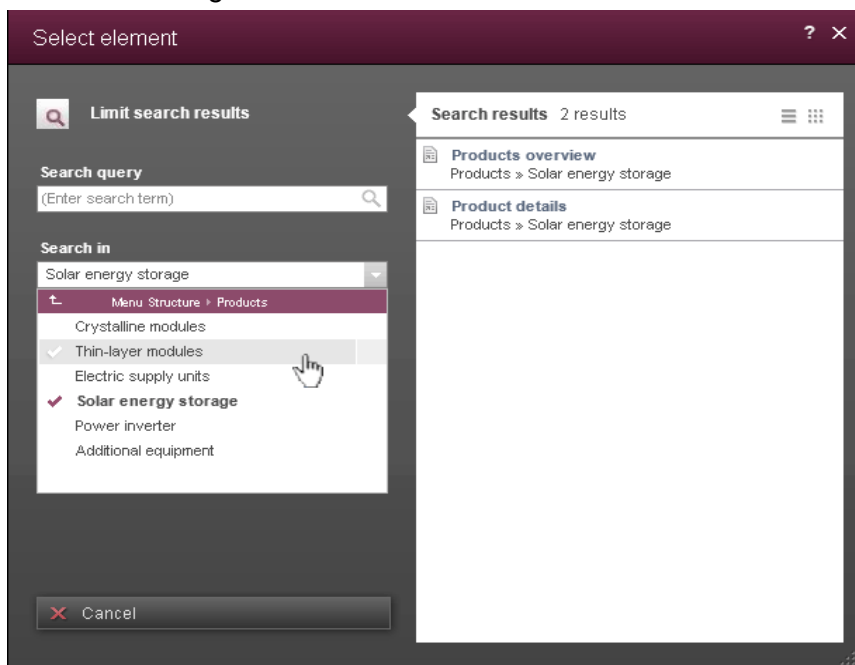 Select element
? ×
Limit search results
Search query
(Enter search term)
Search in
Solar energy storage
Menu Structure ▸ Products
Crystalline modules
Thin-layer modules
Electric supply units
Solar energy storage
Power inverter
Additional equipment
Cancel
Search results 2 results
Products overview
Products » Solar energy storage
Product details
Products » Solar energy storage